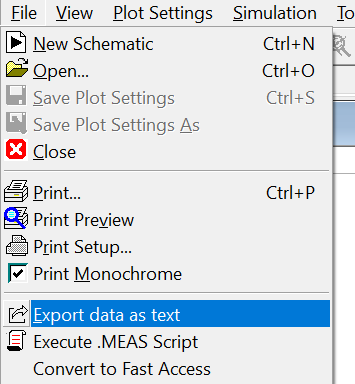 File View Plot Settings Simulation To
New Schematic Ctrl+N
Open... Ctrl+O
Save Plot Settings Ctrl+S
Save Plot Settings As
Close
Print... Ctrl+P
Print Preview
Print Setup...
Print Monochrome
Export data as text
Execute .MEAS Script
Convert to Fast Access